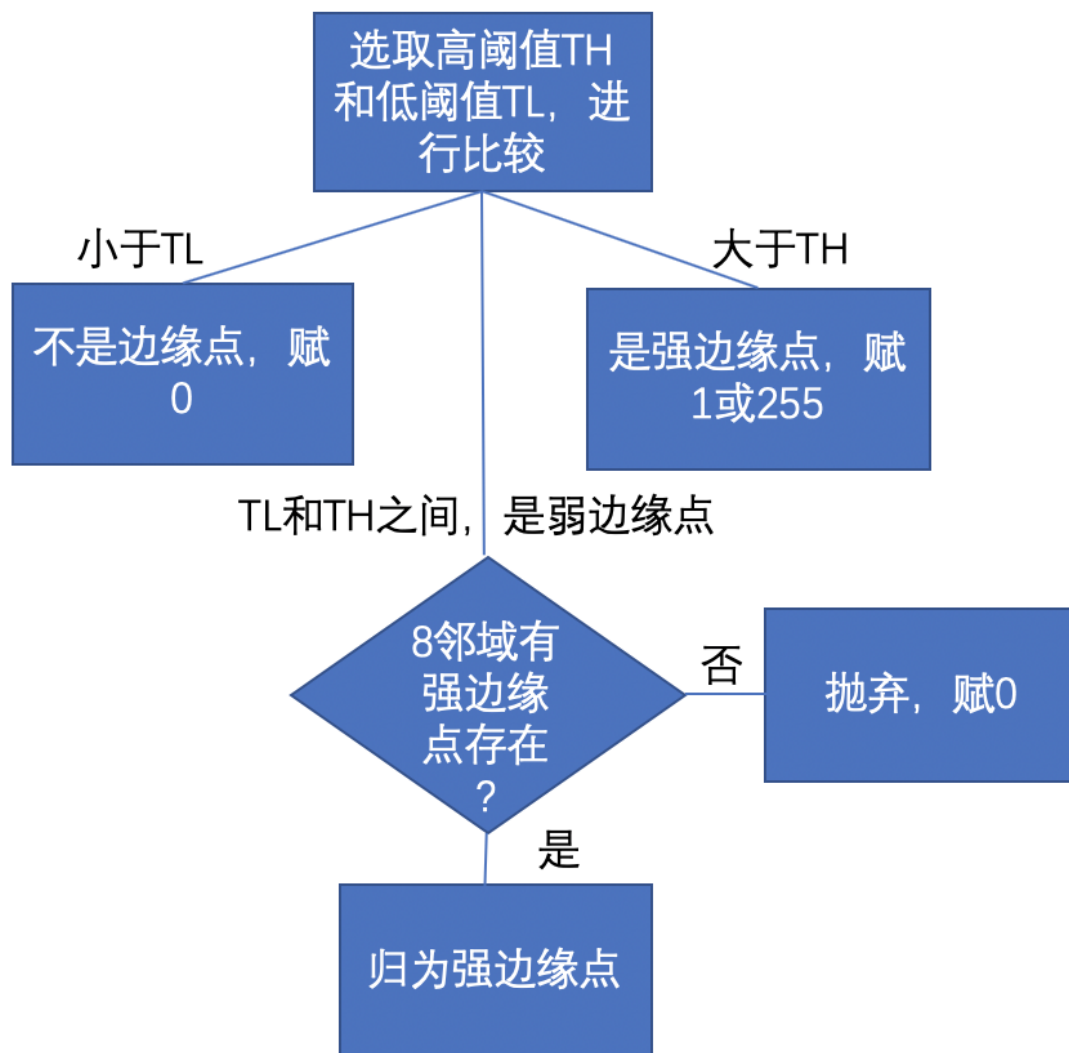 选取高阈值TH
和低阈值TL，进
行比较
小于TL
大于TH
不是边缘点，赋
0
是强边缘点，赋
1或255
TL和TH之间，是弱边缘点
8邻域有
强边缘
点存在
?
否
抛弃，赋0
是
归为强边缘点